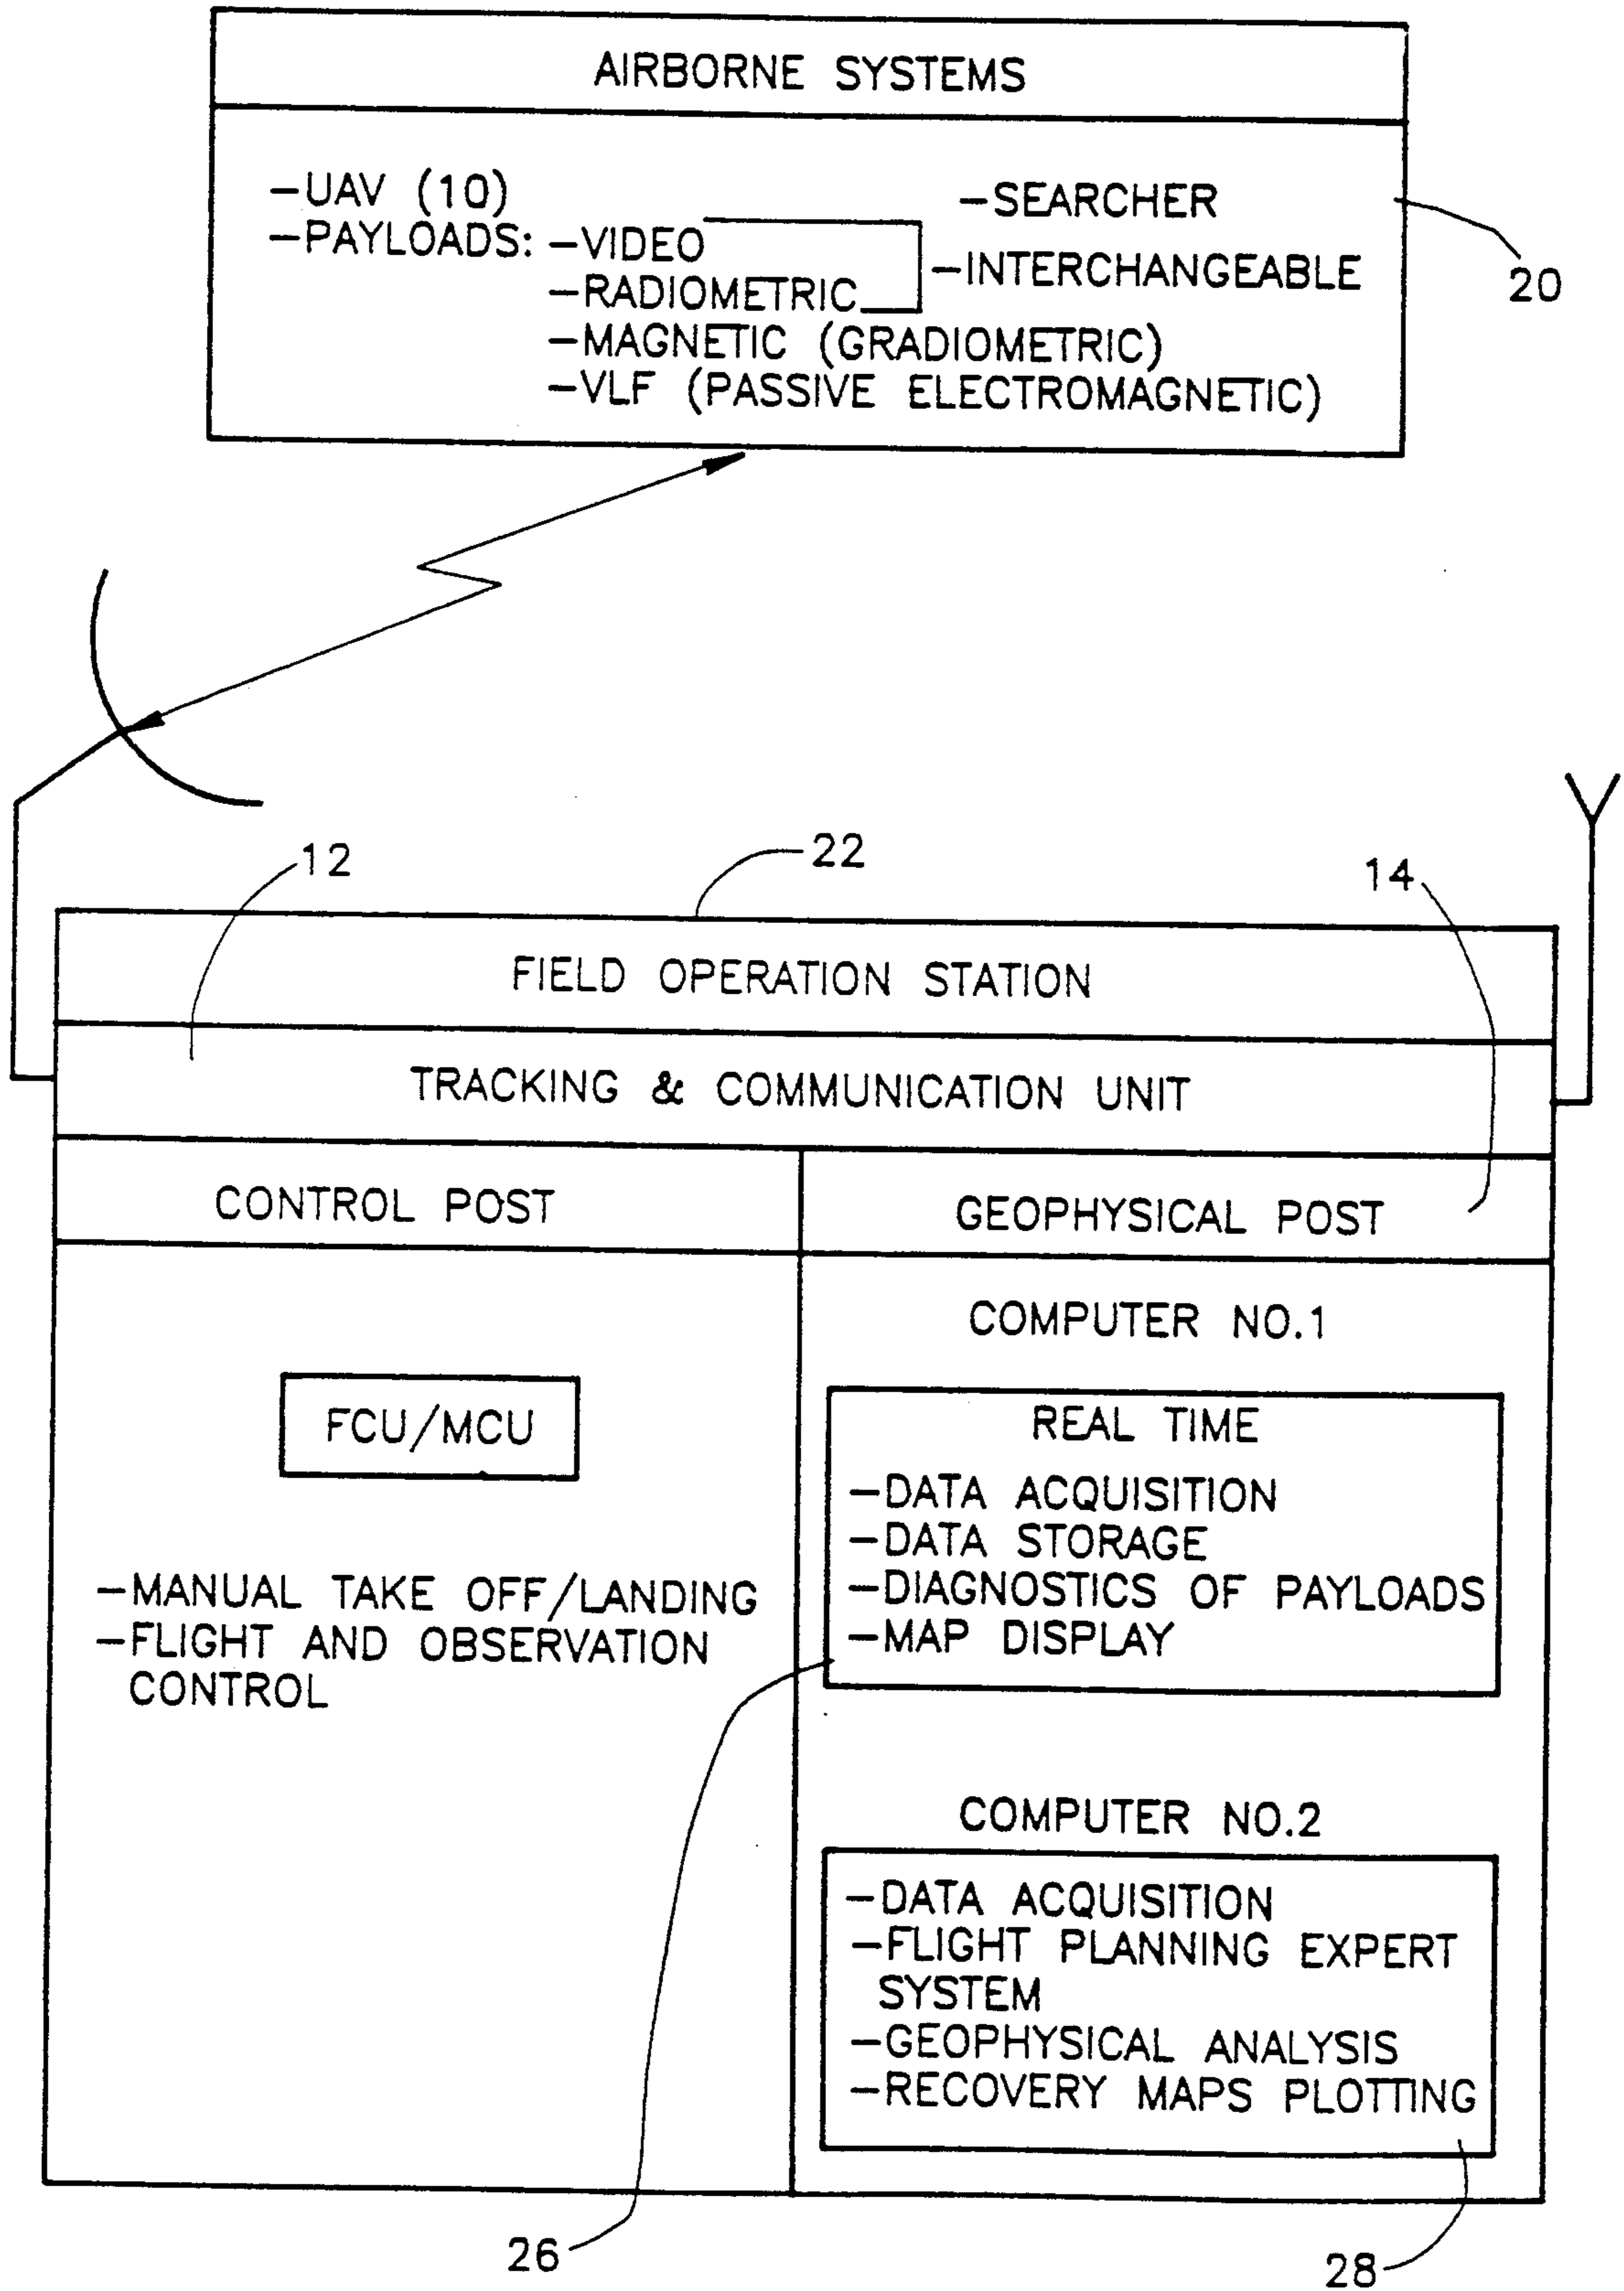 AIRBORNE SYSTEMS
–UAV (10)
–SEARCHER
–PAYLOADS: –VIDEO
–RADIOMETRIC
–INTERCHANGEABLE
–MAGNETIC (GRADIOMETRIC)
–VLF (PASSIVE ELECTROMAGNETIC)
20
12
22
14
FIELD OPERATION STATION
TRACKING & COMMUNICATION UNIT
CONTROL POST
FCU/MCU
–MANUAL TAKE OFF/LANDING
–FLIGHT AND OBSERVATION
CONTROL
GEOPHYSICAL POST
COMPUTER NO.1
REAL TIME
–DATA ACQUISITION
–DATA STORAGE
–DIAGNOSTICS OF PAYLOADS
–MAP DISPLAY
COMPUTER NO.2
–DATA ACQUISITION
–FLIGHT PLANNING EXPERT
SYSTEM
–GEOPHYSICAL ANALYSIS
–RECOVERY MAPS PLOTTING
26
28